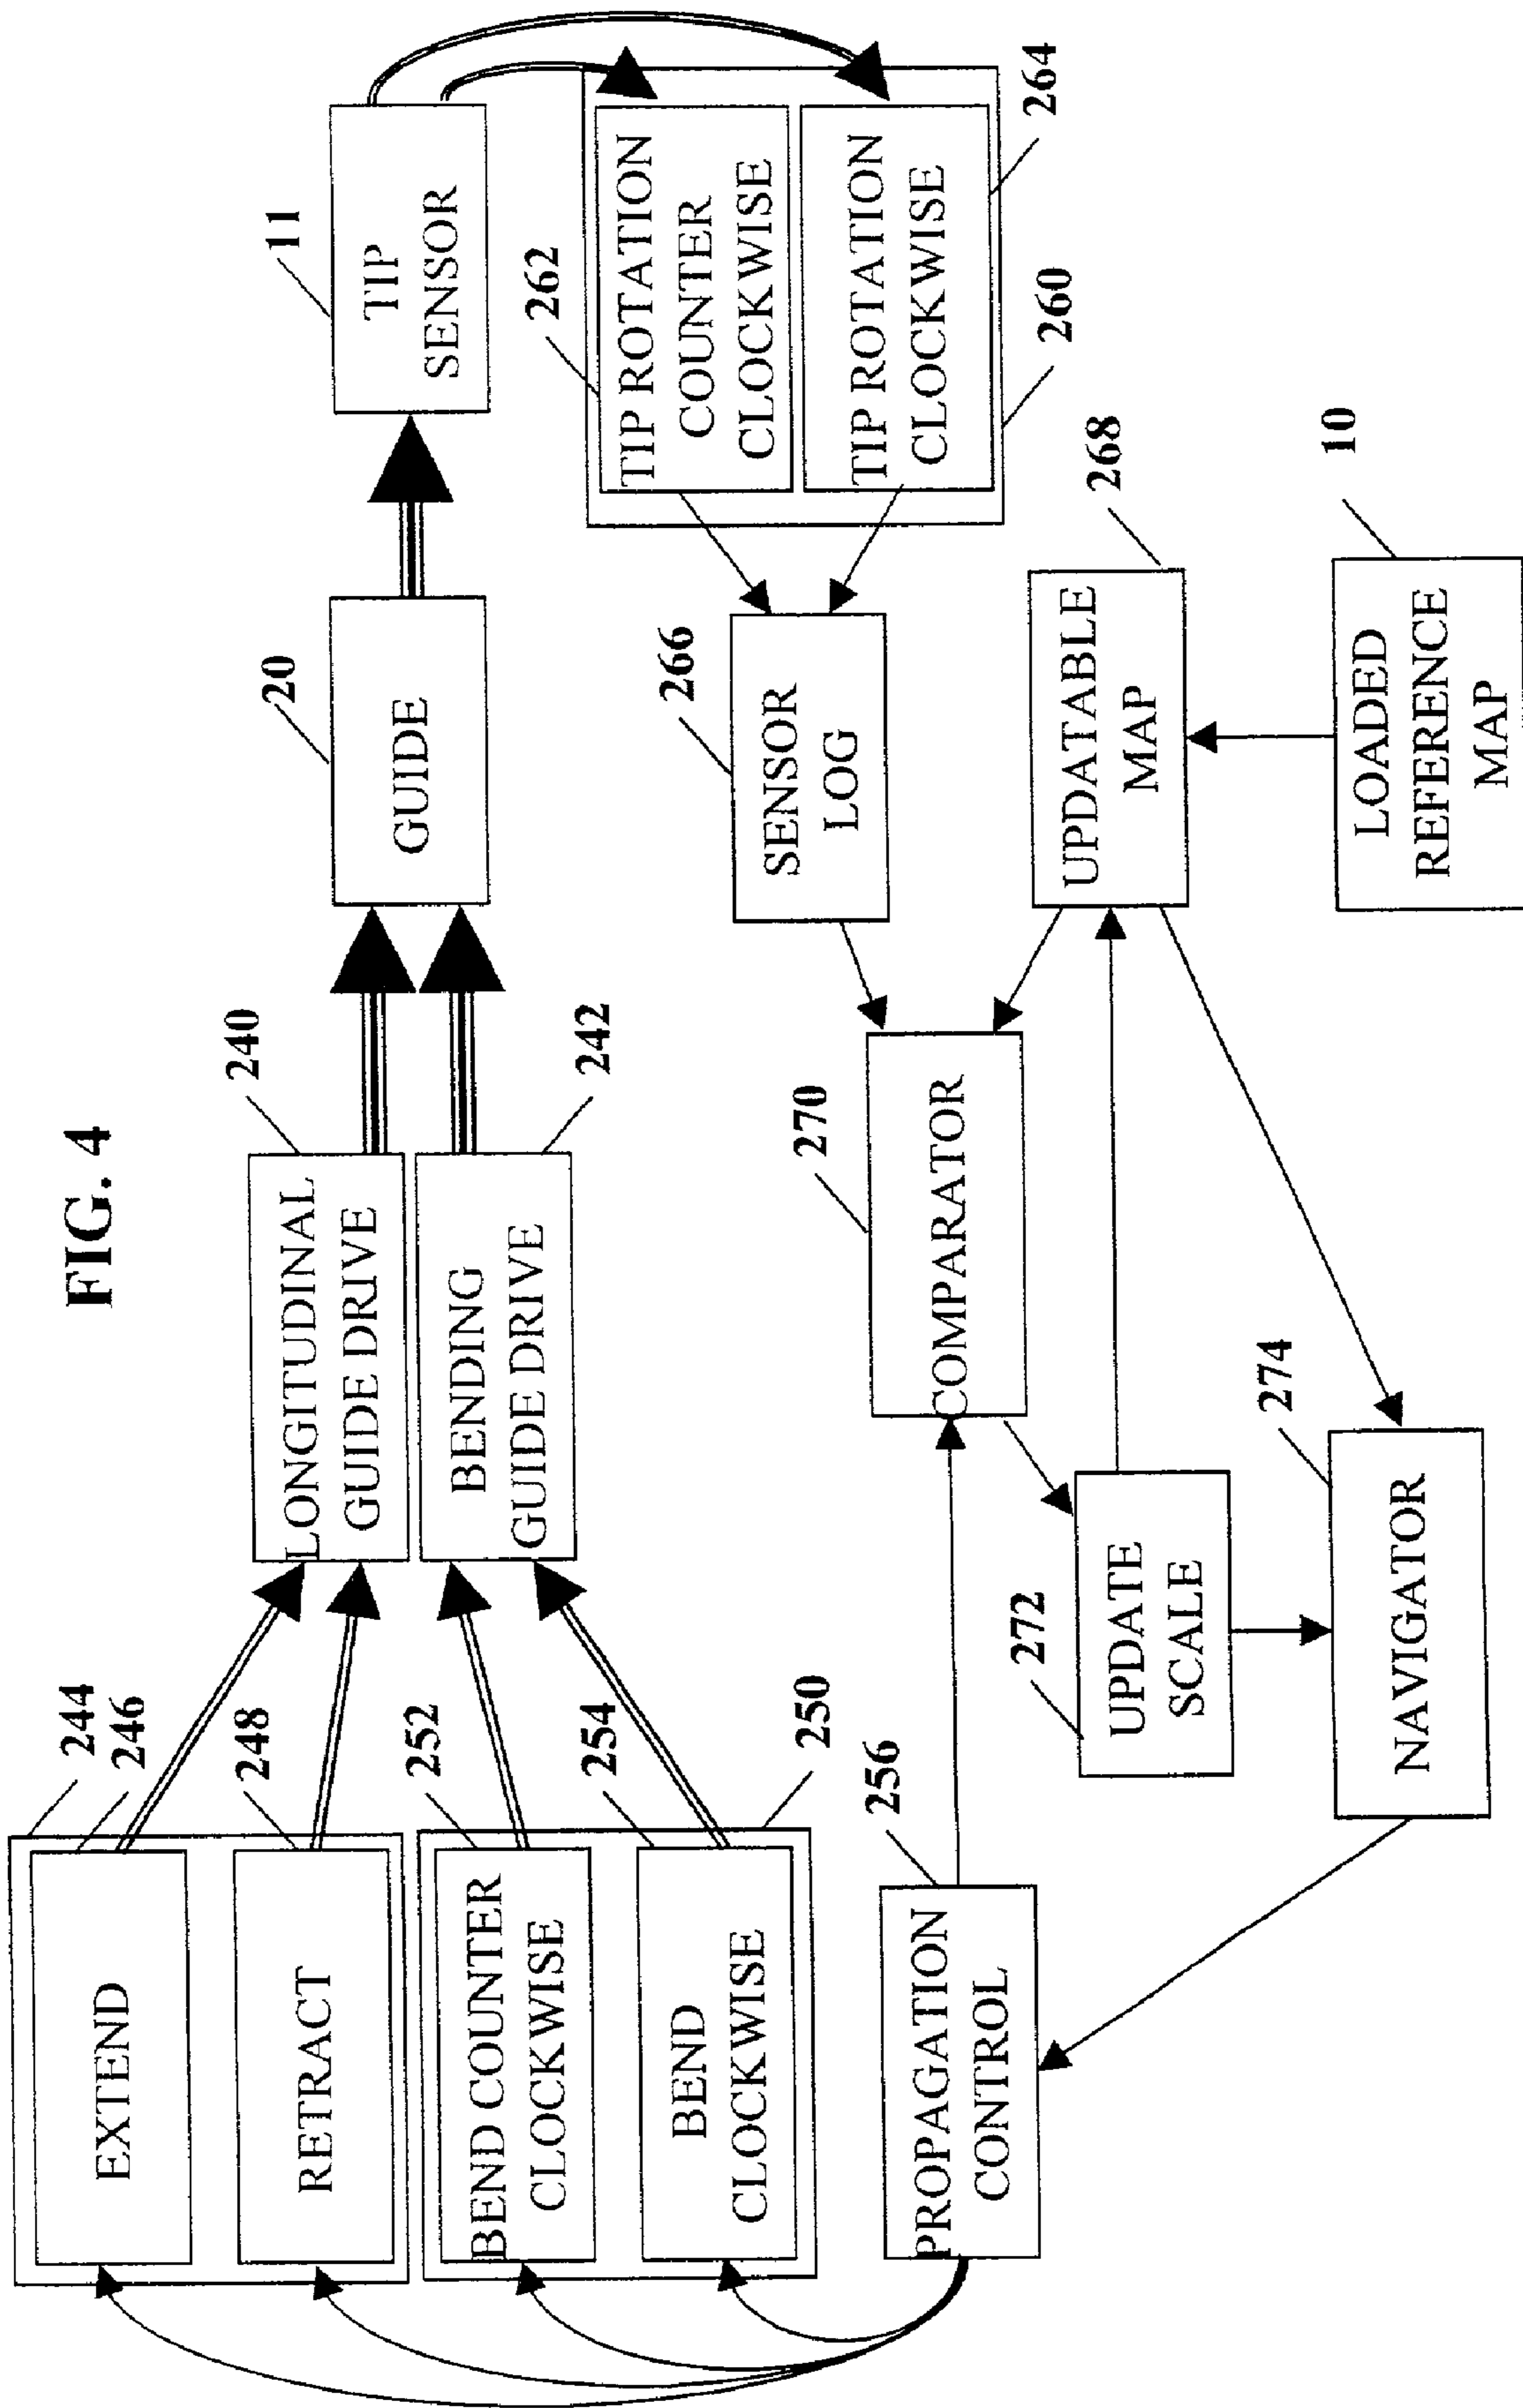 FIG. 4
244
246
EXTEND
248
RETRACT
252
BEND COUNTER
CLOCKWISE
254
BEND
CLOCKWISE
250
240
LONGITUDINAL
GUIDE DRIVE
BENDING
GUIDE DRIVE
242
20
GUIDE
11
TIP
SENSOR
262
TIP ROTATION
COUNTER
CLOCKWISE
TIP ROTATION
CLOCKWISE
264
260
256
PROPAGATION
CONTROL
270
COMPARATOR
266
SENSOR
LOG
272
UPDATE
SCALE
268
UPDATABLE
MAP
274
NAVIGATOR
10
LOADED
REFERENCE
MAP